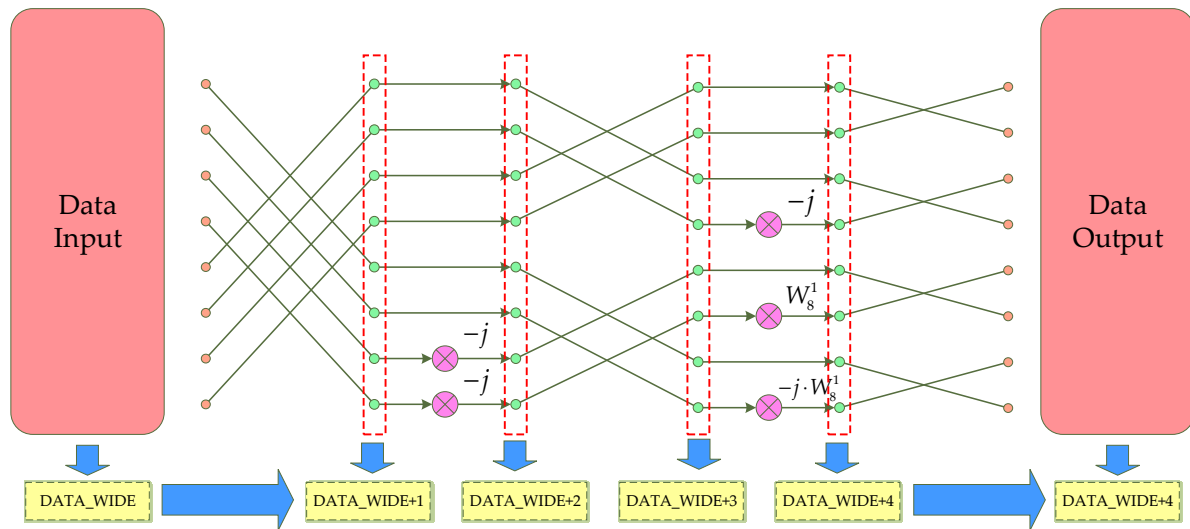 Data
Input
−j
−j
−j
W₈¹
−j·W₈¹
Data
Output
DATA_WIDE
DATA_WIDE+1
DATA_WIDE+2
DATA_WIDE+3
DATA_WIDE+4
DATA_WIDE+4